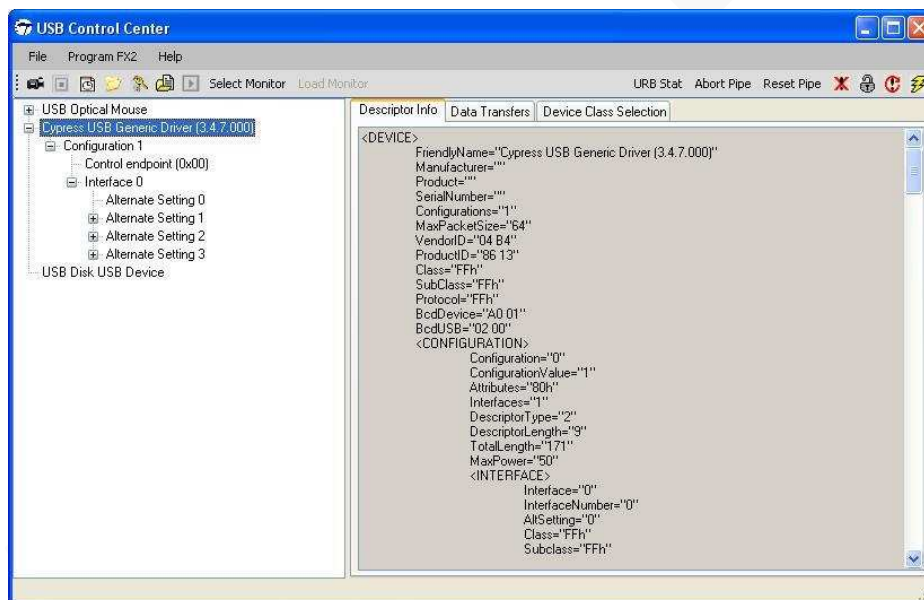 USB Control Center
File Program FX2 Help
Select Monitor Load Monitor URB Stat Abort Pipe Reset Pipe
USB Optical Mouse
Cypress USB Generic Driver (3.4.7.000)
Configuration 1
Control endpoint (0x00)
Interface 0
Alternate Setting 0
Alternate Setting 1
Alternate Setting 2
Alternate Setting 3
USB Disk USB Device
Descriptor Info Data Transfers Device Class Selection
<DEVICE>
FriendlyName="Cypress USB Generic Driver (3.4.7.000)"
Manufacturer=""
Product=""
SerialNumber=""
Configurations="1"
MaxPacketSize="64"
VendorID="04 B4"
ProductID="86 13"
Class="FFh"
SubClass="FFh"
Protocol="FFh"
BcdDevice="A0 01"
BcdUSB="02 00"
<CONFIGURATION>
Configuration="0"
ConfigurationValue="1"
Attributes="80h"
Interfaces="1"
DescriptorType="2"
DescriptorLength="9"
TotalLength="171"
MaxPower="50"
<INTERFACE>
Interface="0"
InterfaceNumber="0"
AltSetting="0"
Class="FFh"
Subclass="FFh"